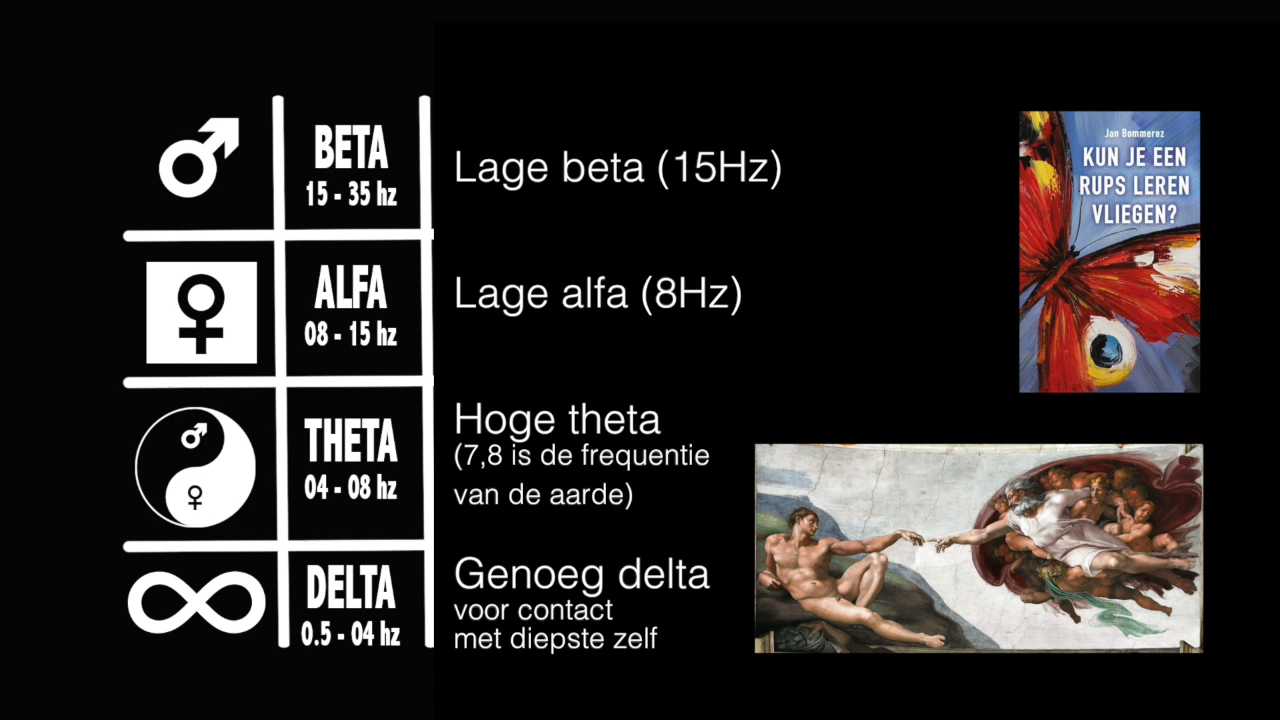 BETA
15 - 35 hz
Lage beta (15Hz)
ALFA
08 - 15 hz
Lage alfa (8Hz)
THETA
04 - 08 hz
Hoge theta
(7,8 is de frequentie
van de aarde)
DELTA
0.5 - 04 hz
Genoeg delta
voor contact
met diepste zelf
Jan Bommerez
KUN JE EEN
RUPS LEREN
VLIEGEN?